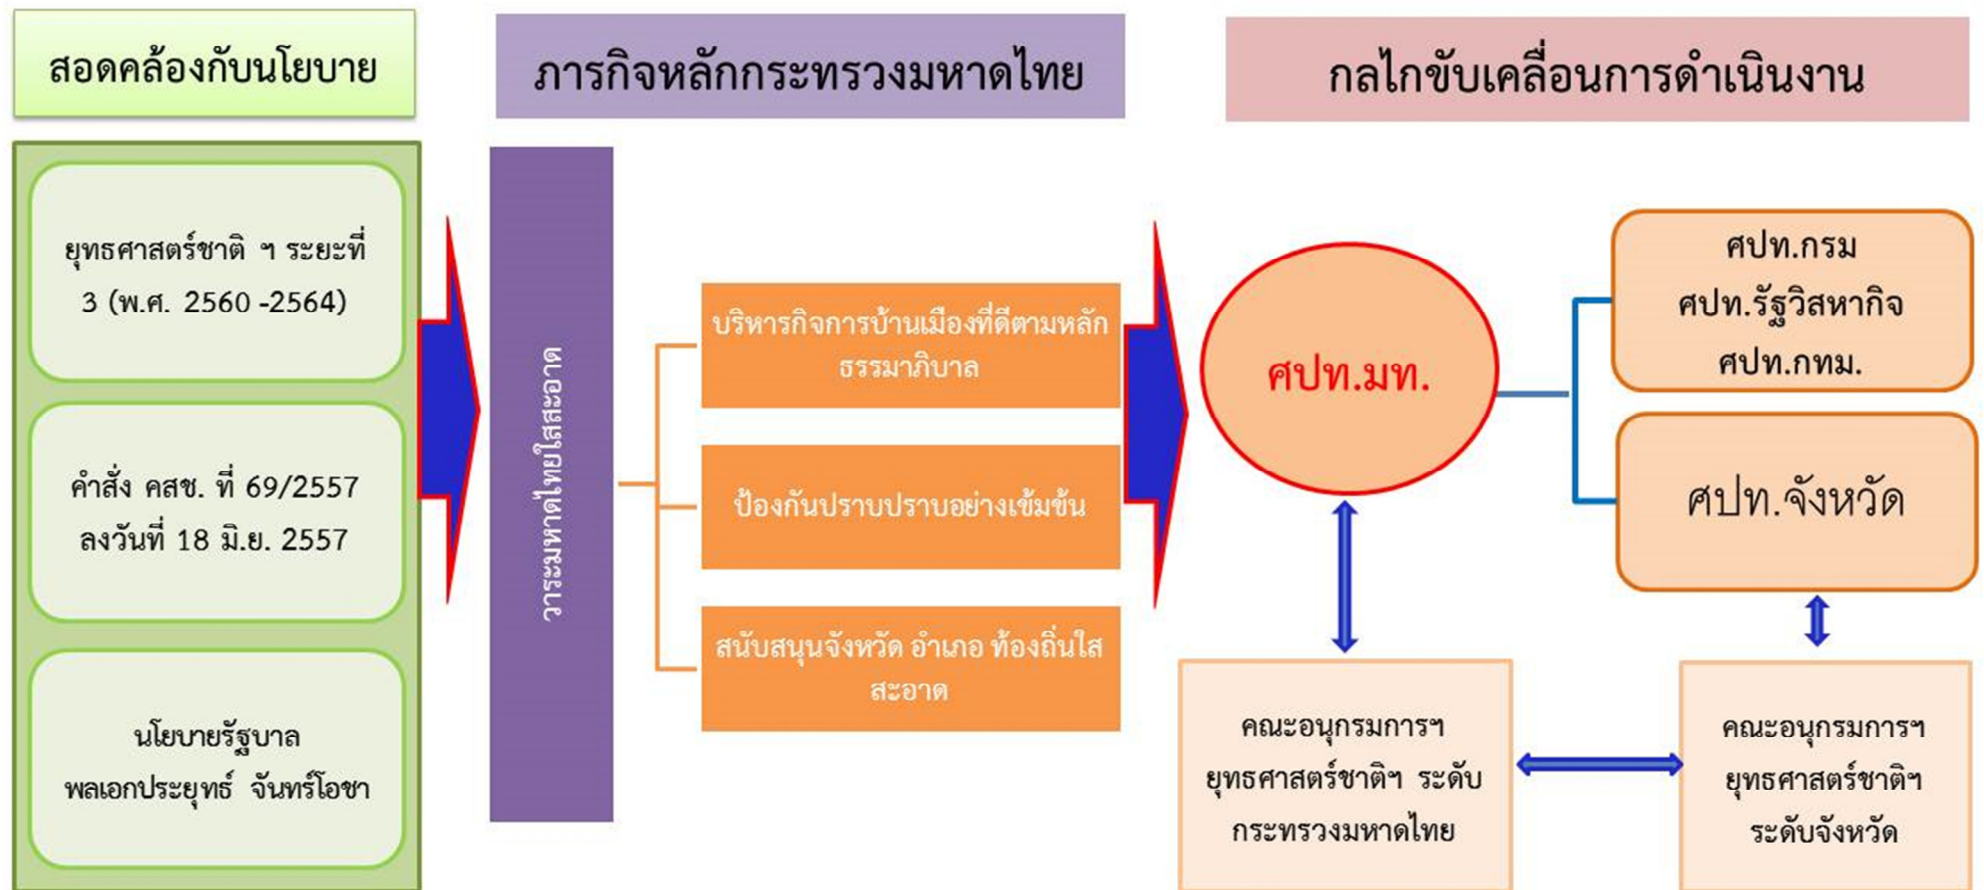 สอดคล้องกับนโยบาย
ยุทธศาสตร์ชาติ ฯ ระยะที่
3 (พ.ศ. 2560 -2564)
คำสั่ง คสช. ที่ 69/2557
ลงวันที่ 18 มิ.ย. 2557
นโยบายรัฐบาล
พลเอกประยุทธ์ จันทร์โอชา
ภารกิจหลักกระทรวงมหาดไทย
วาระมหาดไทยใสสะอาด
บริหารกิจการบ้านเมืองที่ดีตามหลัก
ธรรมาภิบาล
ป้องกันปราบปราบอย่างเข้มข้น
สนับสนุนจังหวัด อำเภอ ท้องถิ่นใส
สะอาด
กลไกขับเคลื่อนการดำเนินงาน
ศปท.มท.
ศปท.กรม
ศปท.รัฐวิสหากิจ
ศปท.กทม.
ศปท.จังหวัด
คณะอนุกรมการฯ
ยุทธศาสตร์ชาติฯ ระดับ
กระทรวงมหาดไทย
คณะอนุกรมการฯ
ยุทธศาสตร์ชาติฯ
ระดับจังหวัด